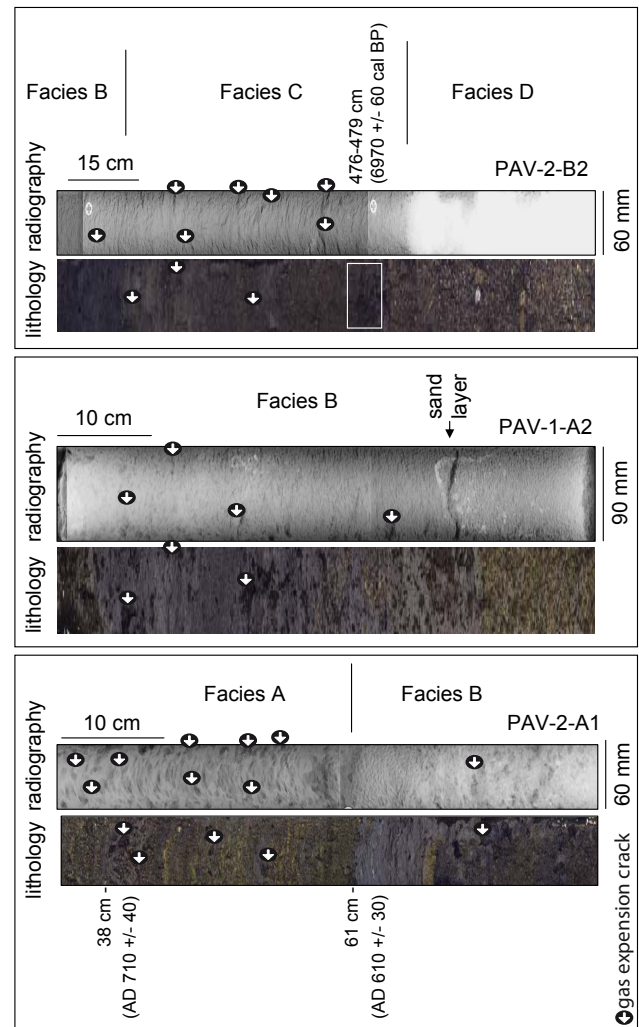 Facies B
Facies C
Facies D
15 cm
476-479 cm
(6970 +/- 60 cal BP)
PAV-2-B2
radiography
lithology
60 mm
Facies B
10 cm
sand
layer
PAV-1-A2
radiography
lithology
90 mm
Facies A
Facies B
10 cm
PAV-2-A1
radiography
lithology
60 mm
38 cm
(AD 710 +/- 40)
61 cm
(AD 610 +/- 30)
gas expension crack